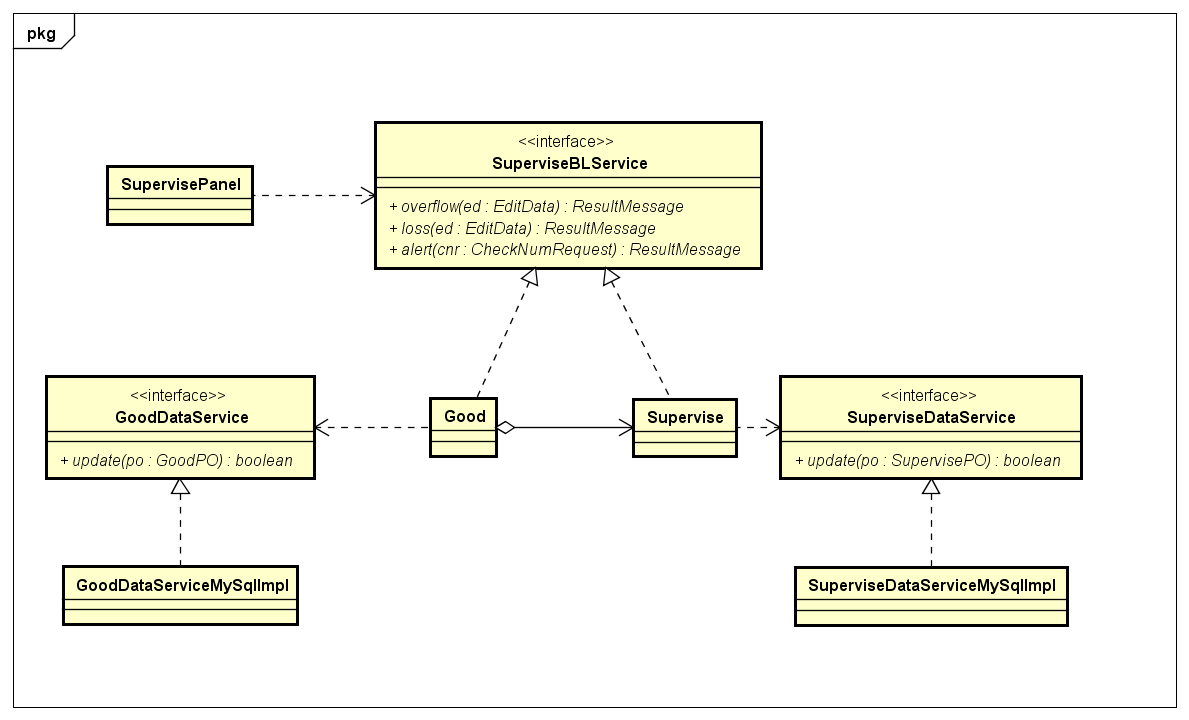 pkg
<<interface>>
SuperviseBLService
+ overflow(ed : EditData) : ResultMessage
+ loss(ed : EditData) : ResultMessage
+ alert(cnr : CheckNumRequest) : ResultMessage
SupervisePanel
<<interface>>
GoodDataService
+ update(po : GoodPO) : boolean
Good
Supervise
<<interface>>
SuperviseDataService
+ update(po : SupervisePO) : boolean
GoodDataServiceMySqlImpl
SuperviseDataServiceMySqlImpl